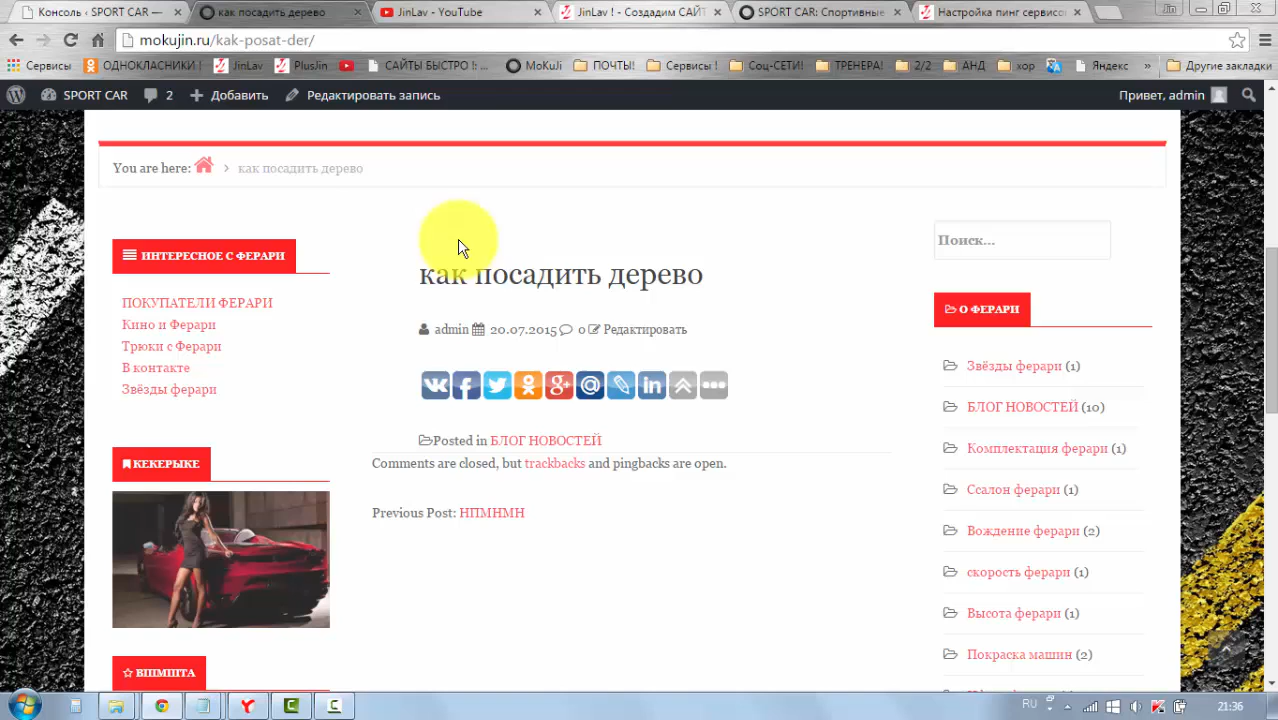 Консоль ‹ SPORT CAR —
как посадить дерево
JinLav - YouTube
JinLav ! - Создадим САЙТ
SPORT CAR: Спортивные
Настройка пинг сервисов
mokujin.ru/kak-posat-der/
Сервисы
ОДНОКЛАСНИКИ
JinLav
PlusJin
САЙТЫ БЫСТРО !:...
MoKuJi
ПОЧТЫ!
Сервисы !
Соц-СЕТИ!
ТРЕНЕРА!
2/2
АНД
хор
Яндекс
»
Другие закладки
SPORT CAR
2
Добавить
Редактировать запись
Привет, admin
You are here: > как посадить дерево
ИНТЕРЕСНОЕ С ФЕРАРИ
ПОКУПАТЕЛИ ФЕРАРИ
Кино и Ферари
Трюки с Ферари
В контакте
Звёзды ферари
КЕКЕРЫКЕ
ВШМШТА
как посадить дерево
admin 20.07.2015 0 Редактировать
Posted in БЛОГ НОВОСТЕЙ
Comments are closed, but trackbacks and pingbacks are open.
Previous Post: НПМНМН
Поиск...
О ФЕРАРИ
Звёзды ферари (1)
БЛОГ НОВОСТЕЙ (10)
Комплектация ферари (1)
Ссалон ферари (1)
Вождение ферари (2)
скорость ферари (1)
Высота ферари (1)
Покраска машин (2)
RU
21:36